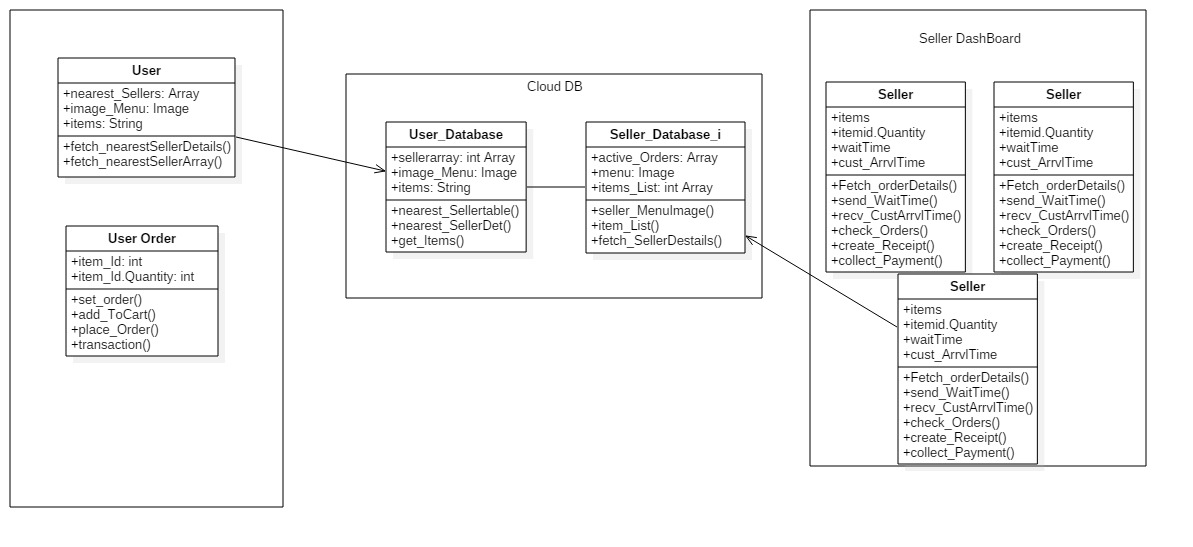 User
+nearest_Sellers: Array
+image_Menu: Image
+items: String
+fetch_nearestSellerDetails()
+fetch_nearestSellerArray()
User Order
+item_Id: int
+item_Id.Quantity: int
+set_order()
+add_ToCart()
+place_Order()
+transaction()
Cloud DB
User_Database
+sellerarray: int Array
+image_Menu: Image
+items: String
+nearest_Sellertable()
+nearest_SellerDet()
+get_Items()
Seller_Database_i
+active_Orders: Array
+menu: Image
+items_List: int Array
+seller_MenuImage()
+item_List()
+fetch_SellerDestails()
Seller DashBoard
Seller
+items
+itemid.Quantity
+waitTime
+cust_ArrvlTime
+Fetch_orderDetails()
+send_WaitTime()
+recv_CustArrvlTime()
+check_Orders()
+create_Receipt()
+collect_Payment()
Seller
+items
+itemid.Quantity
+waitTime
+cust_ArrvlTime
+Fetch_orderDetails()
+send_WaitTime()
+recv_CustArrvlTime()
+check_Orders()
+create_Receipt()
+collect_Payment()
Seller
+items
+itemid.Quantity
+waitTime
+cust_ArrvlTime
+Fetch_orderDetails()
+send_WaitTime()
+recv_CustArrvlTime()
+check_Orders()
+create_Receipt()
+collect_Payment()